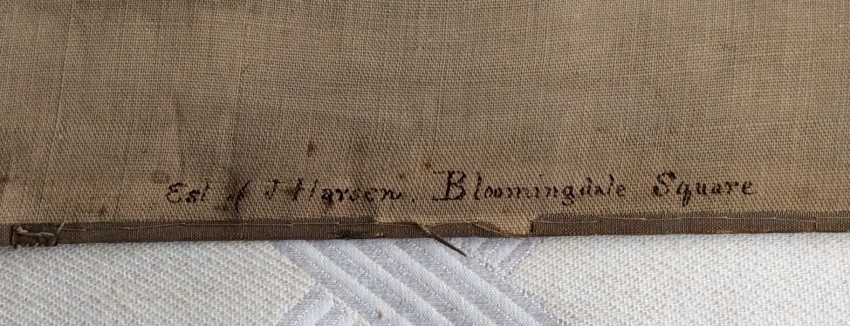 Est of J Harsen. Bloomingdale Square